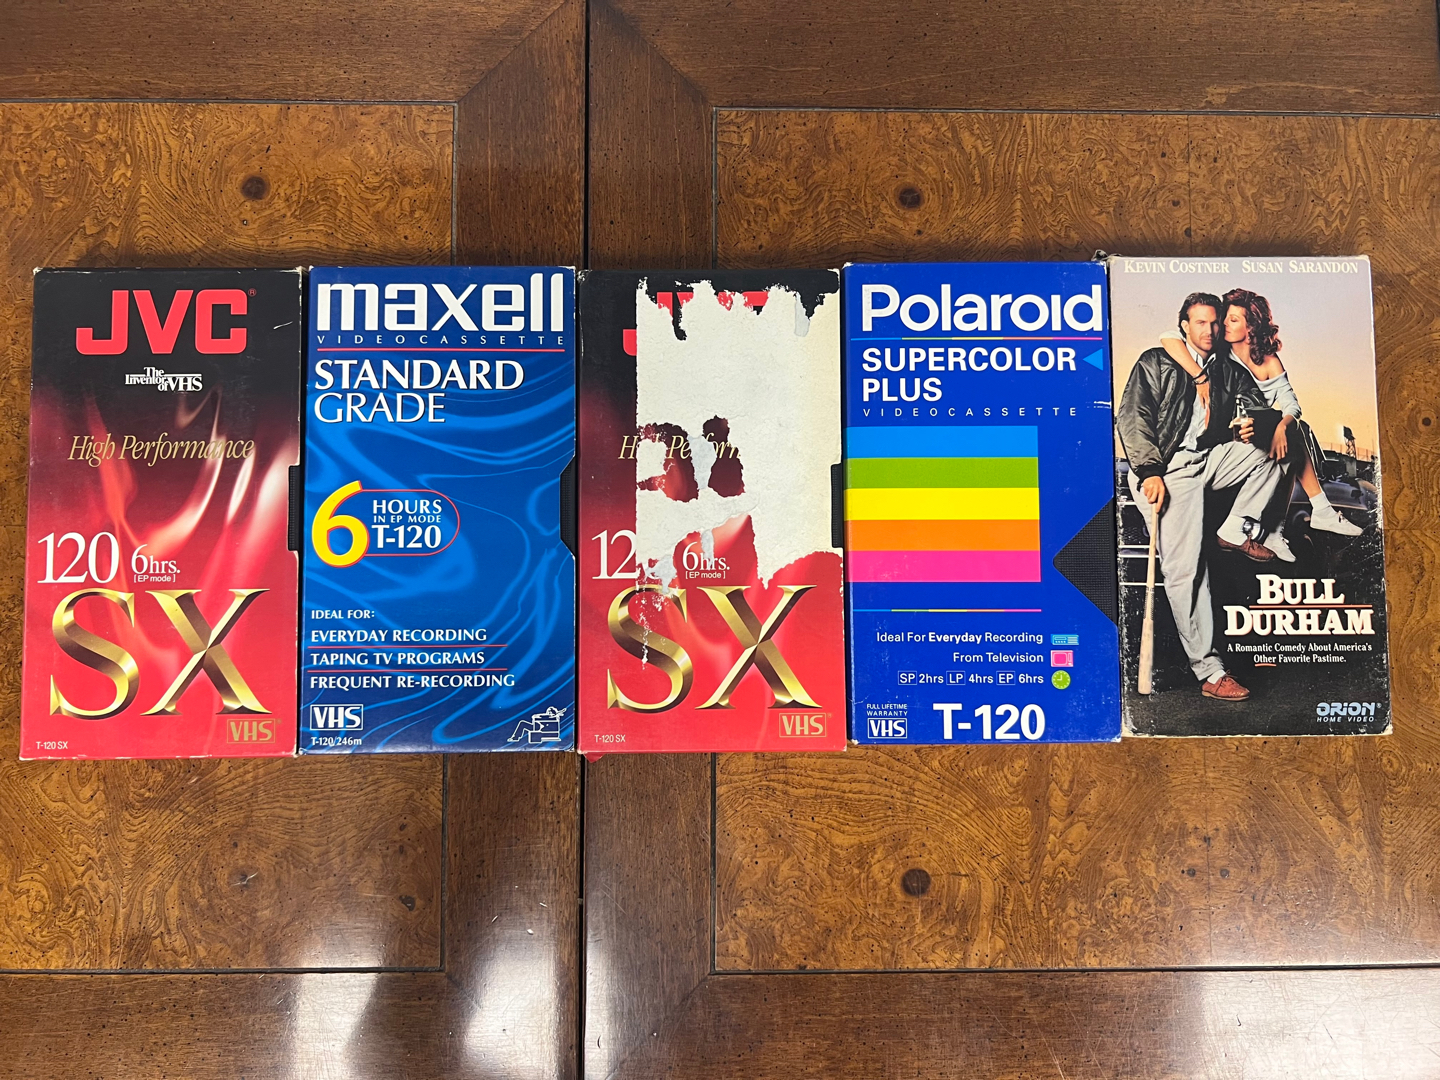 JVC®
The
Inventor
of VHS
High Performance
120 6hrs.
[EP mode]
SX
VHS
T-120 SX
maxell
VIDEOCASSETTE
STANDARD
GRADE
6 HOURS
IN EP MODE
T-120
IDEAL FOR:
EVERYDAY RECORDING
TAPING TV PROGRAMS
FREQUENT RE-RECORDING
VHS
T-120/246m
6hrs.
[EP mode]
SX
VHS
T-120 SX
Polaroid
SUPERCOLOR
PLUS
VIDEOCASSETTE
Ideal For Everyday Recording
From Television
SP 2hrs LP 4hrs EP 6hrs
FULL LIFETIME
WARRANTY
VHS
T-120
KEVIN COSTNER SUSAN SARANDON
BULL
DURHAM
A Romantic Comedy About America's
Other Favorite Pastime.
ORION®
HOME VIDEO